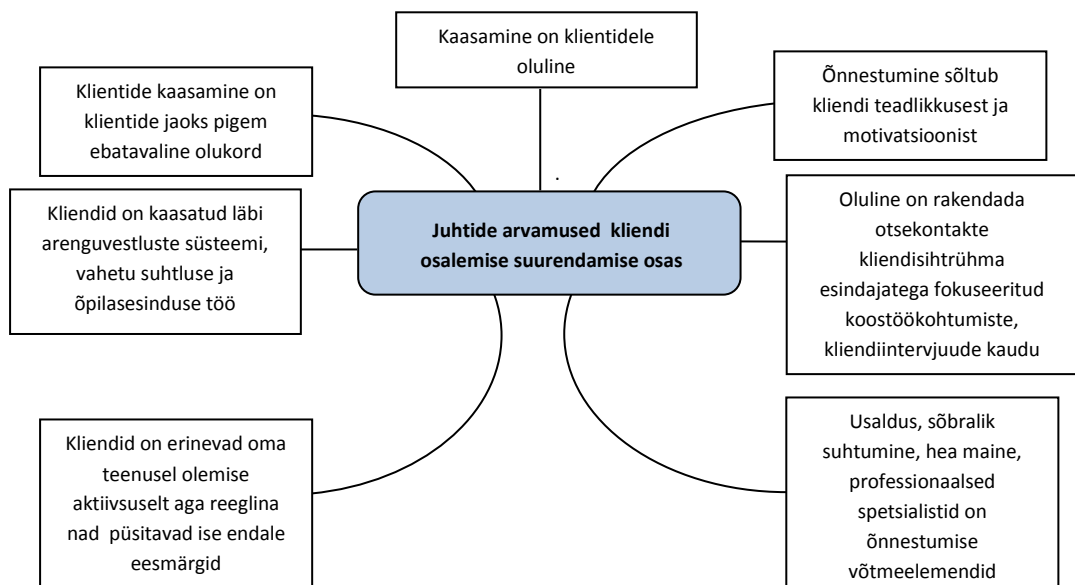 Kaasamine on klientidele
oluline
Klientide kaasamine on
klientide jaoks pigem
ebatavaline olukord
Õnnestumine sõltub
kliendi teadlikkusest ja
motivatsioonist
Kliendid on kaasatud läbi
arenguvestluste süsteemi,
vahetu suhtluse ja
õpilasesinduse töö
Juhtide arvamused kliendi
osalemise suurendamise osas
Oluline on rakendada
otsekontakte
kliendisihtrühma
esindajatega fokuseeritud
koostöökohtumiste,
kliendiintervjuude kaudu
Kliendid on erinevad oma
teenusel olemise
aktiivsuselt aga reeglina
nad püsitavad ise endale
eesmärgid
Usaldus, sõbralik
suhtumine, hea maine,
professionaalsed
spetsialistid on
õnnestumise
võtmeelemendid